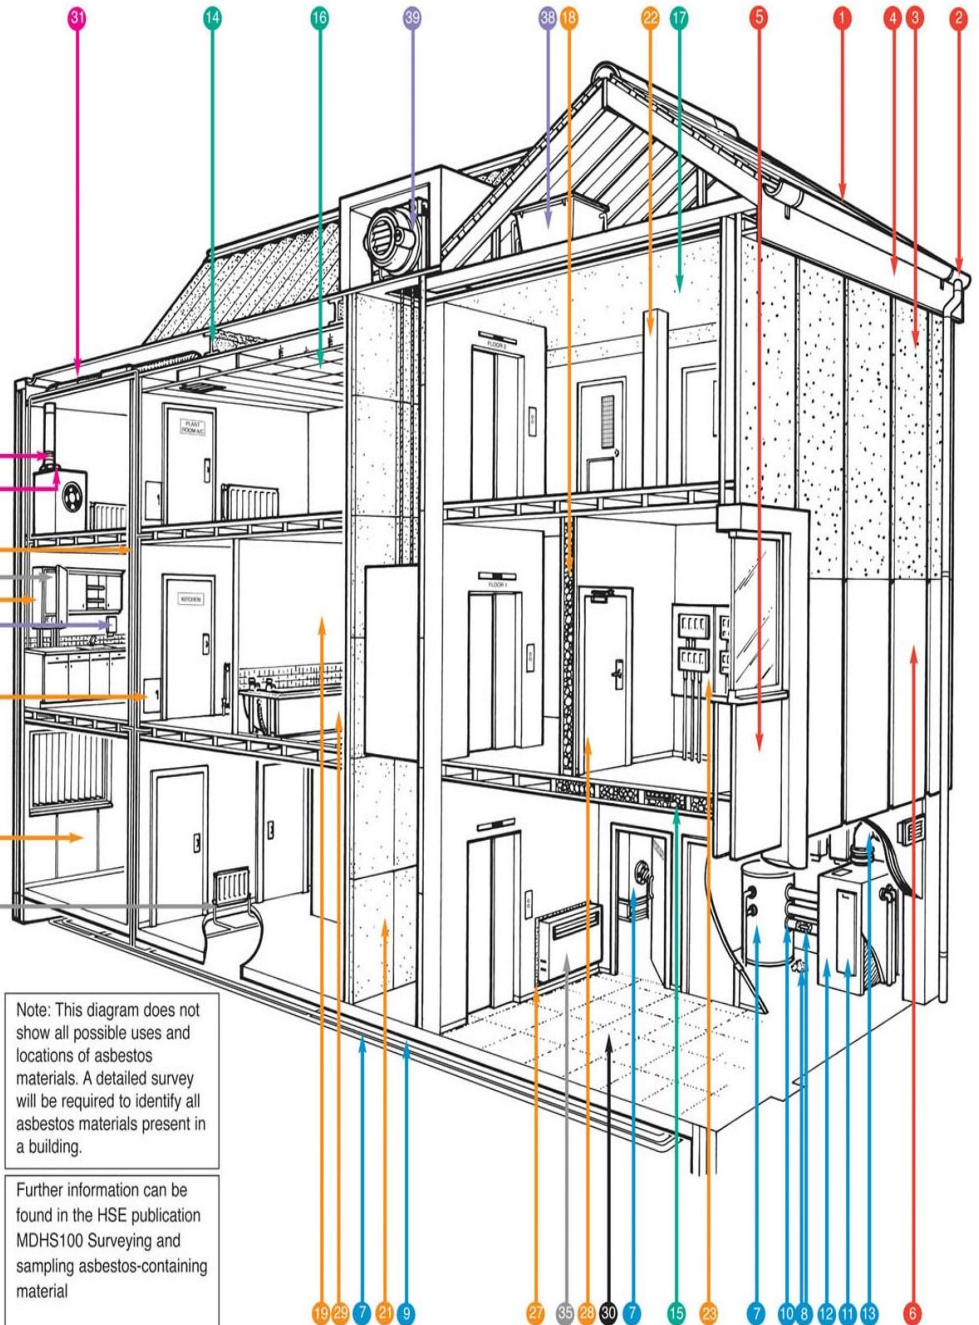 31 14 16 39 38 18 22 17 5 1 4 3 2
FLOOR 2
PLANT
ROOM A/C
FLOOR 1
KITCHEN
Note: This diagram does not
show all possible uses and
locations of asbestos
materials. A detailed survey
will be required to identify all
asbestos materials present in
a building.
Further information can be
found in the HSE publication
MDHS100 Surveying and
sampling asbestos-containing
material
19 29 7 21 9 27 35 28 30 7 15 23 7 10 8 12 11 13 6